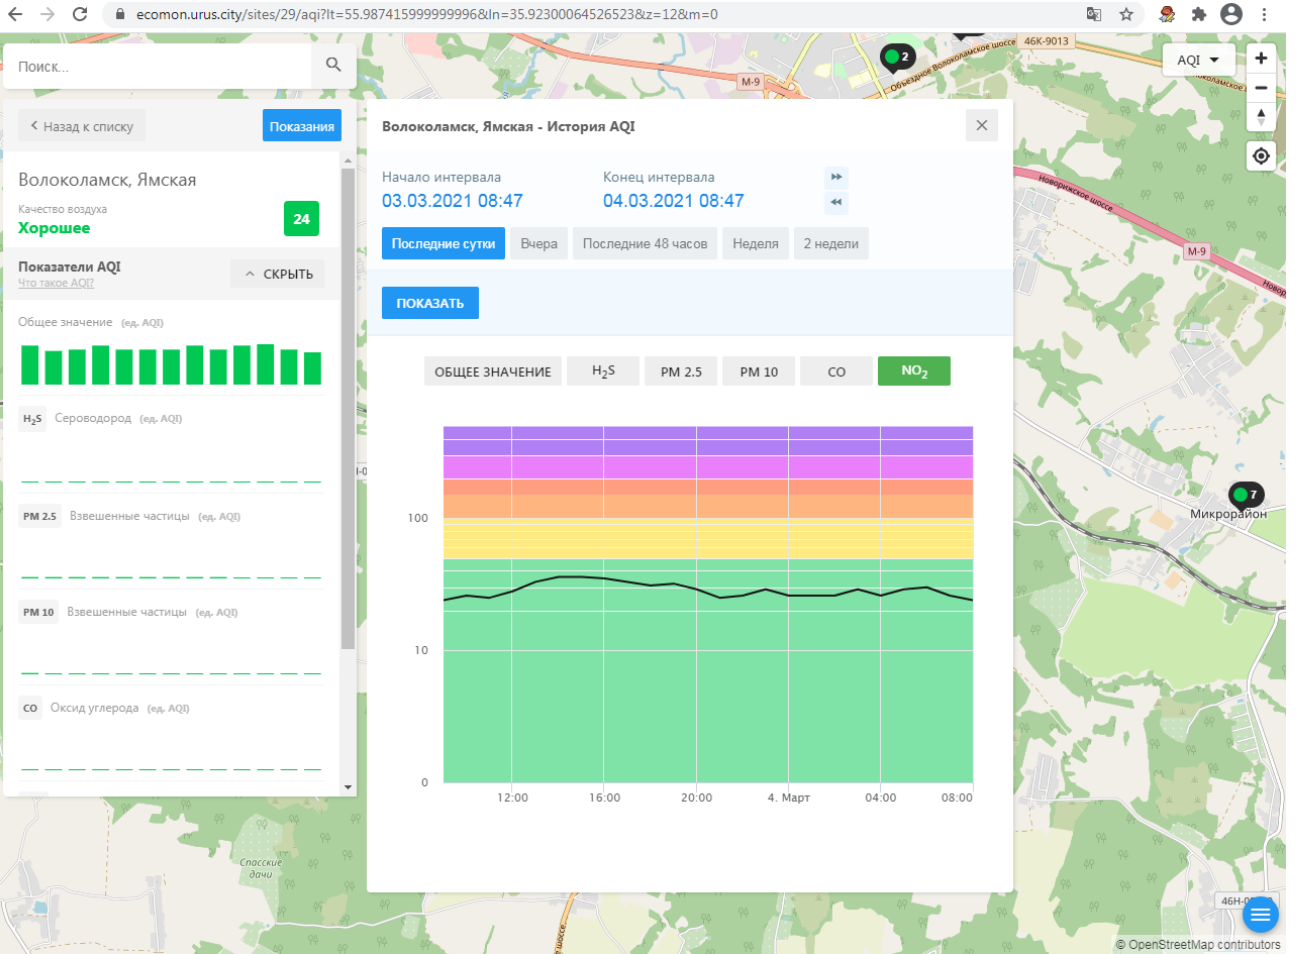 ecomon.urus.city/sites/29/aqi?lt=55.987415999999996&ln=35.92300064526523&z=12&m=0
Поиск...
Назад к списку
Показания
Волоколамск, Ямская
Качество воздуха
Хорошее
24
Показатели AQI
Что такое AQI?
СКРЫТЬ
Общее значение (ед. AQI)
H₂S Сероводород (ед. AQI)
PM 2.5 Взвешенные частицы (ед. AQI)
PM 10 Взвешенные частицы (ед. AQI)
CO Оксид углерода (ед. AQI)
Волоколамск, Ямская - История AQI
Начало интервала
03.03.2021 08:47
Конец интервала
04.03.2021 08:47
Последние сутки
Вчера
Последние 48 часов
Неделя
2 недели
ПОКАЗАТЬ
ОБЩЕЕ ЗНАЧЕНИЕ
H₂S
PM 2.5
PM 10
CO
NO₂
100
10
0
12:00
16:00
20:00
4. Март
04:00
08:00
M-9
2
Объездное Волоколамское шоссе
46К-9013
AQI
Новорижское шоссе
M-9
7
Микрорайон
Спасские
дачи
© OpenStreetMap contributors